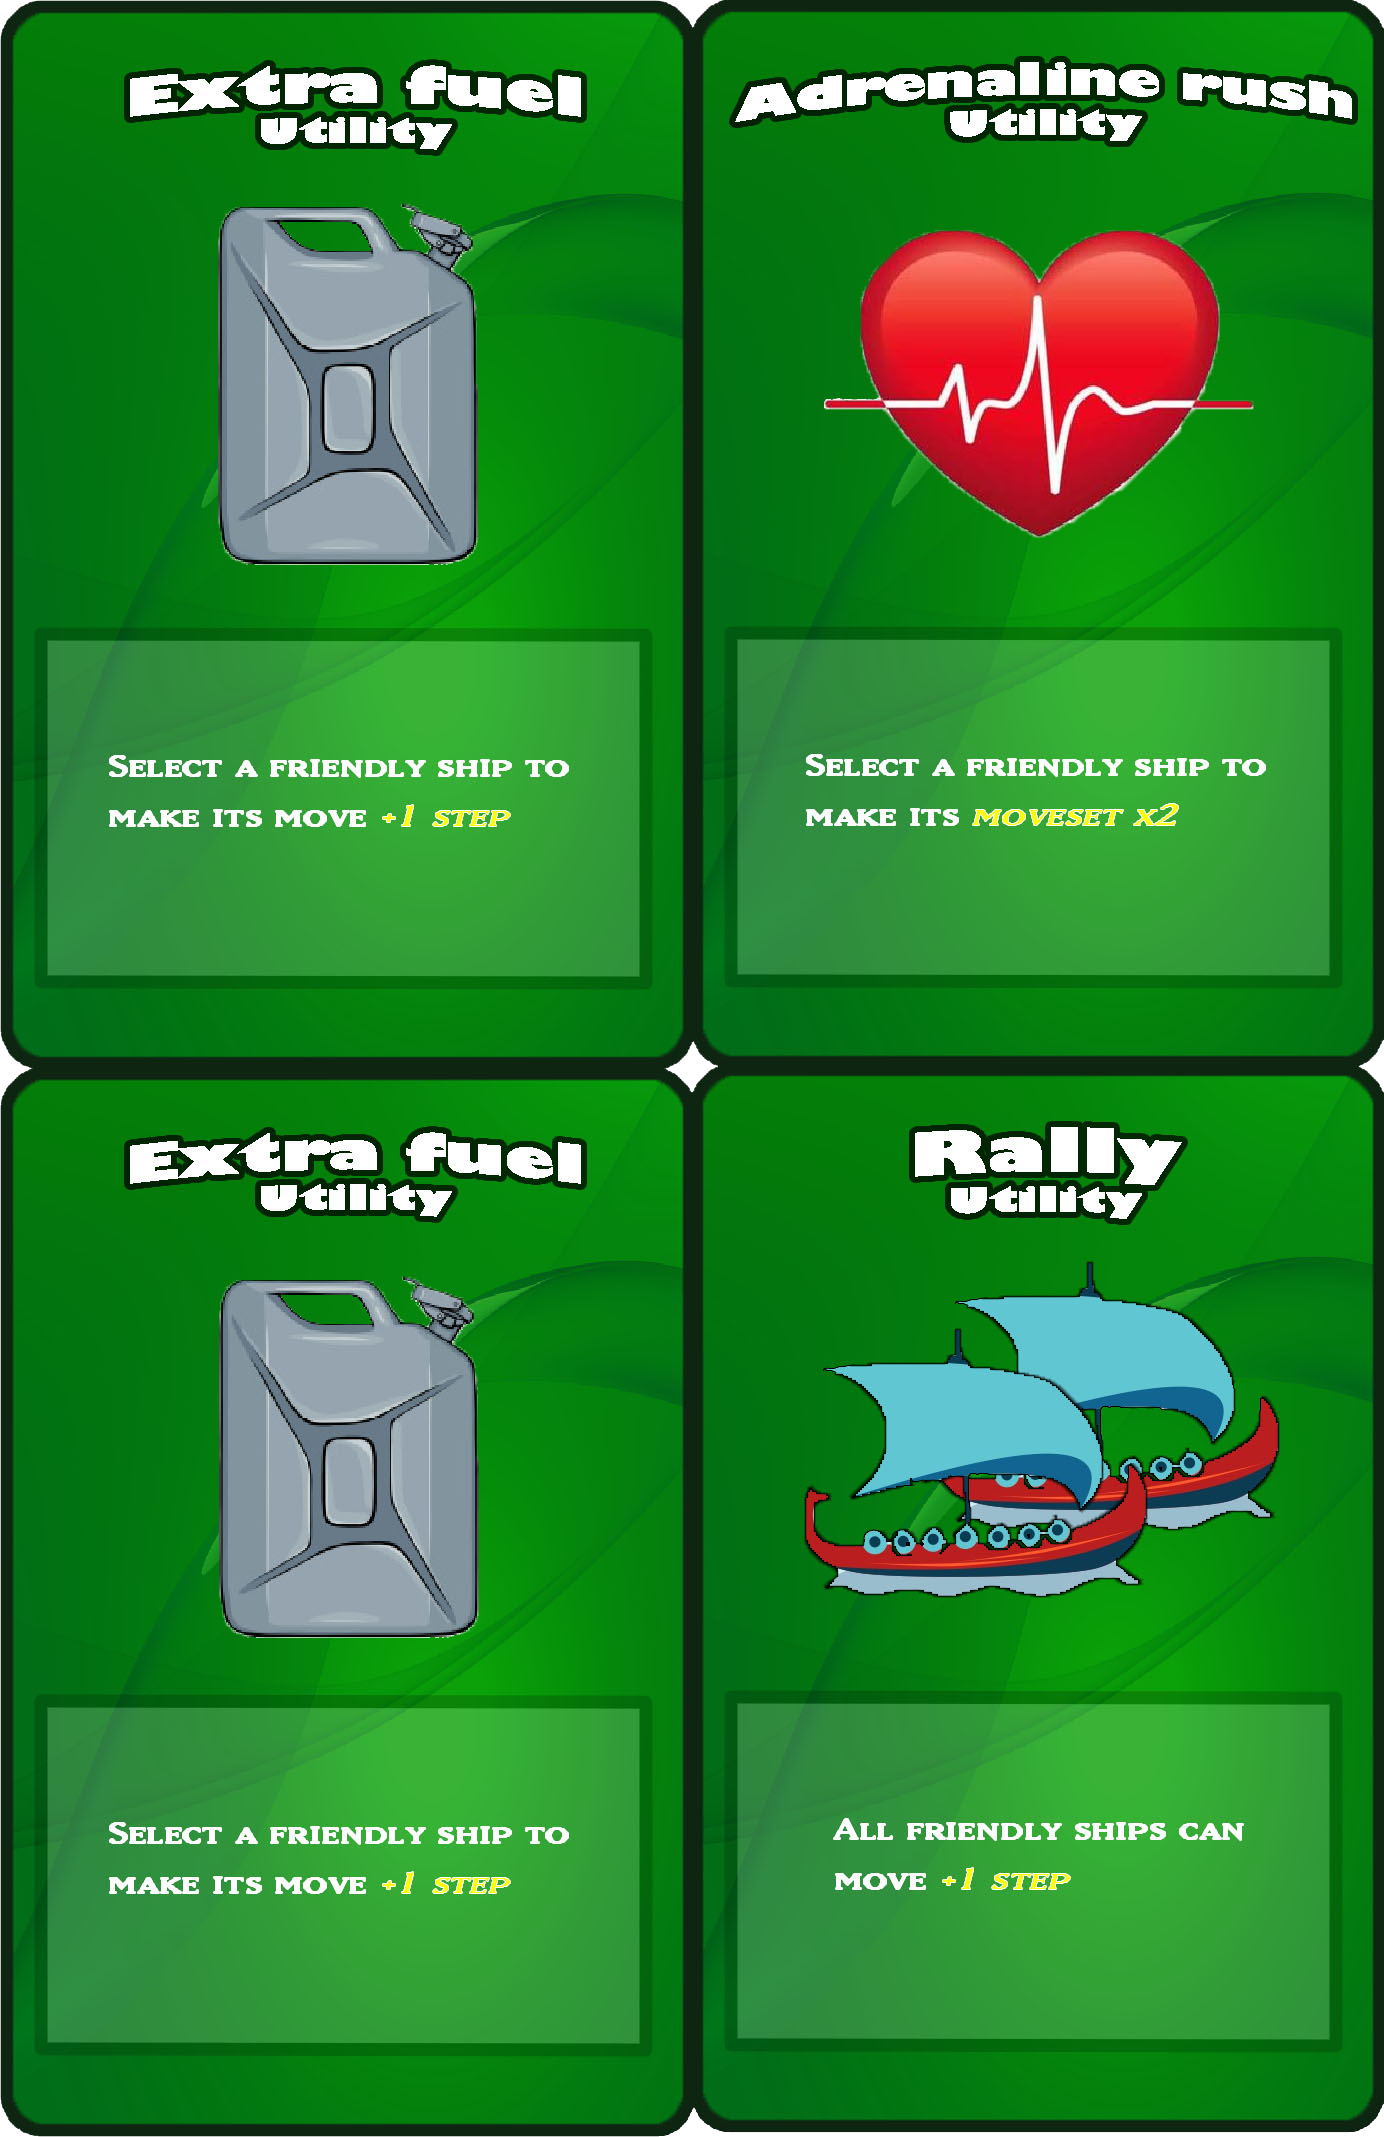 Extra fuel
Utility
Select a friendly ship to
make its move +1 step
Adrenaline rush
Utility
Select a friendly ship to
make its moveset x2
Extra fuel
Utility
Select a friendly ship to
make its move +1 step
Rally
Utility
All friendly ships can
move +1 step